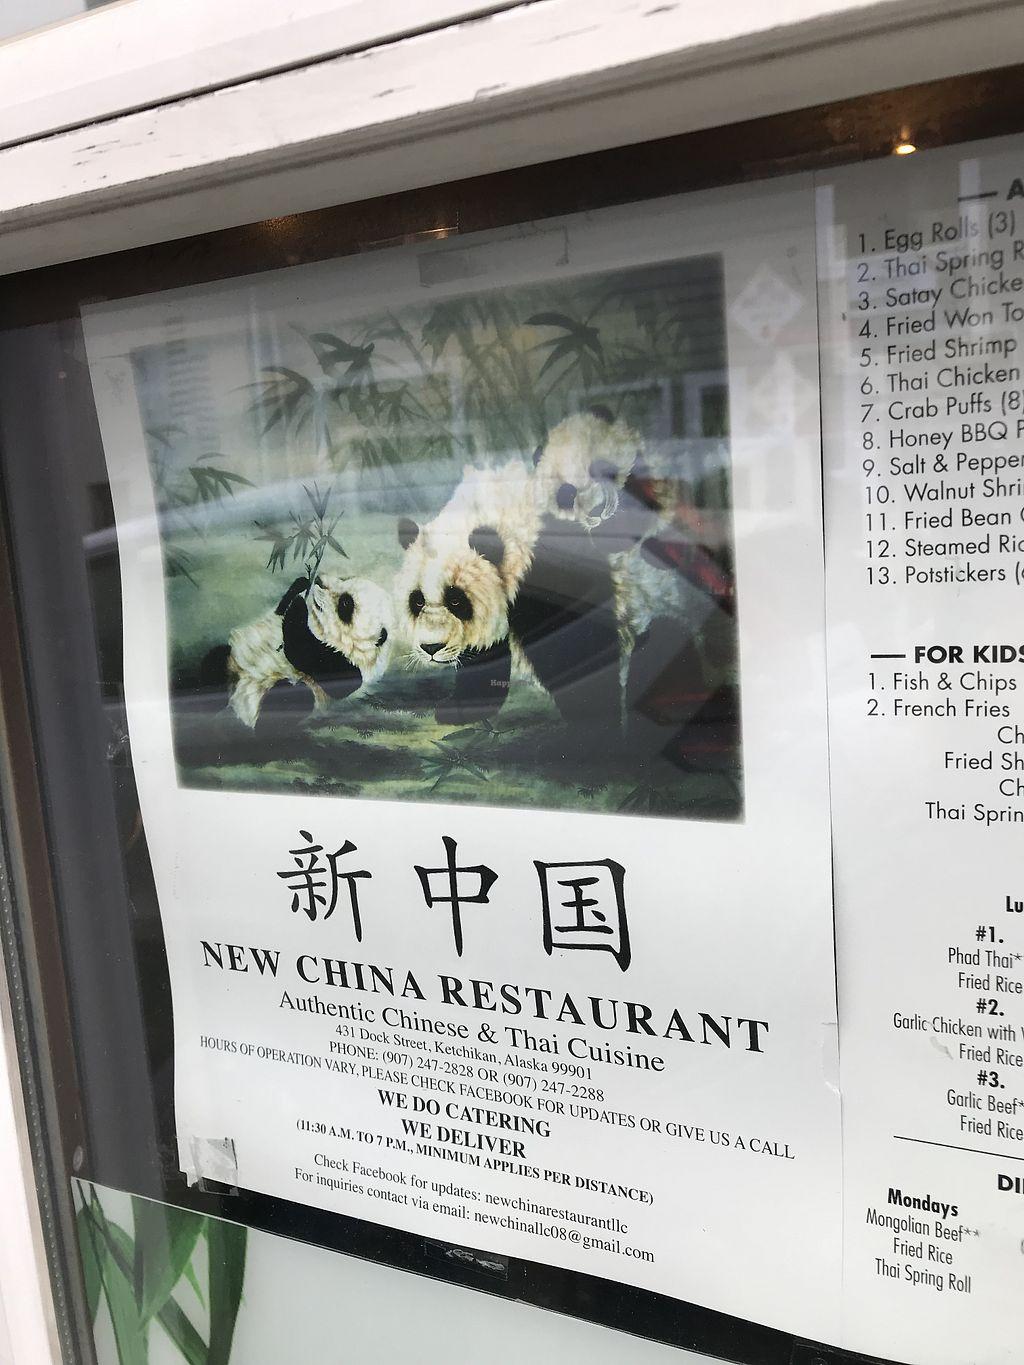 新中国
NEW CHINA RESTAURANT
Authentic Chinese & Thai Cuisine
431 Dock Street, Ketchikan, Alaska 99901
PHONE: (907) 247-2828 OR (907) 247-2288
HOURS OF OPERATION VARY, PLEASE CHECK FACEBOOK FOR UPDATES OR GIVE US A CALL
WE DO CATERING
WE DELIVER
(11:30 A.M. TO 7 P.M., MINIMUM APPLIES PER DISTANCE)
Check Facebook for updates: newchinarestaurantllc
For inquiries contact via email: newchinallc08@gmail.com
1. Egg Rolls (3)
2. Thai Spring
3. Satay
4. Fried Won
5. Fried Shrimp
6. Thai Chicken
7. Crab Puffs (8)
8. Honey BBQ
9. Salt & Pepper
10. Walnut
11. Fried Bean
12. Steamed
13. Potstickers
— FOR KIDS
1. Fish & Chips
2. French Fries
Fried
Thai
#1.
Phad Thai*
Fried Rice
#2.
Garlic Chicken with
Fried Rice
#3.
Garlic Beef*
Fried Rice
Mondays
Mongolian Beef**
Fried Rice
Thai Spring Roll